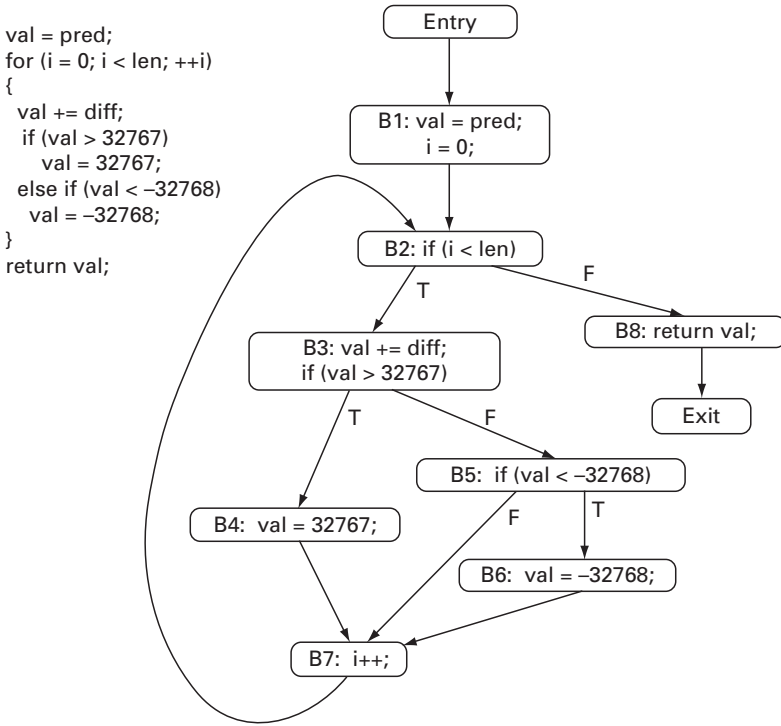 val = pred;
for (i = 0; i < len; ++i)
{
val += diff;
if (val > 32767)
val = 32767;
else if (val < –32768)
val = –32768;
}
return val;
Entry
B1: val = pred;
i = 0;
B2: if (i < len)
T
F
B3: val += diff;
if (val > 32767)
B8: return val;
Exit
T
F
B5: if (val < –32768)
B4: val = 32767;
F
T
B6: val = –32768;
B7: i++;